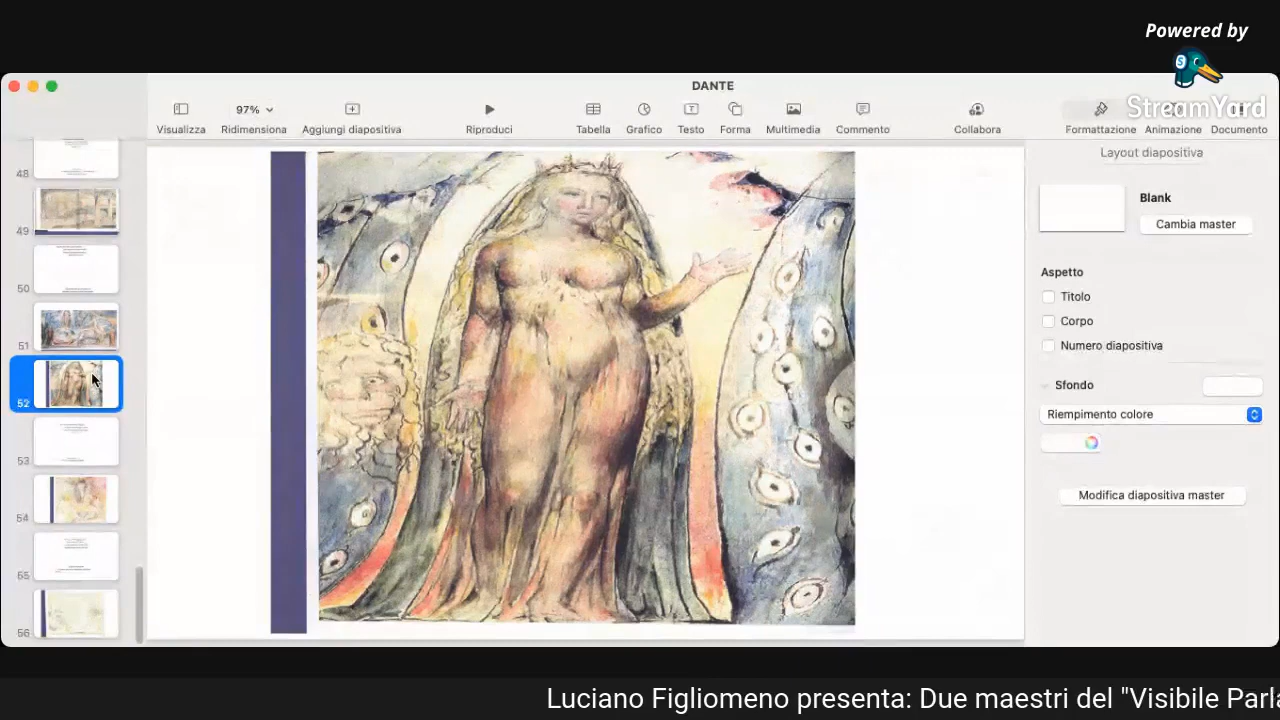 Powered by
StreamYard
DANTE
97%
Visualizza
Ridimensiona
Aggiungi diapositiva
Riproduci
Tabella
Grafico
Testo
Forma
Multimedia
Commento
Collabora
Formattazione
Animazione
Documento
Layout diapositiva
Blank
Cambia master
Aspetto
Titolo
Corpo
Numero diapositiva
Sfondo
Riempimento colore
Modifica diapositiva master
48
49
50
51
52
53
54
55
56
Luciano Figliomeno presenta: Due maestri del "Visibile Parla